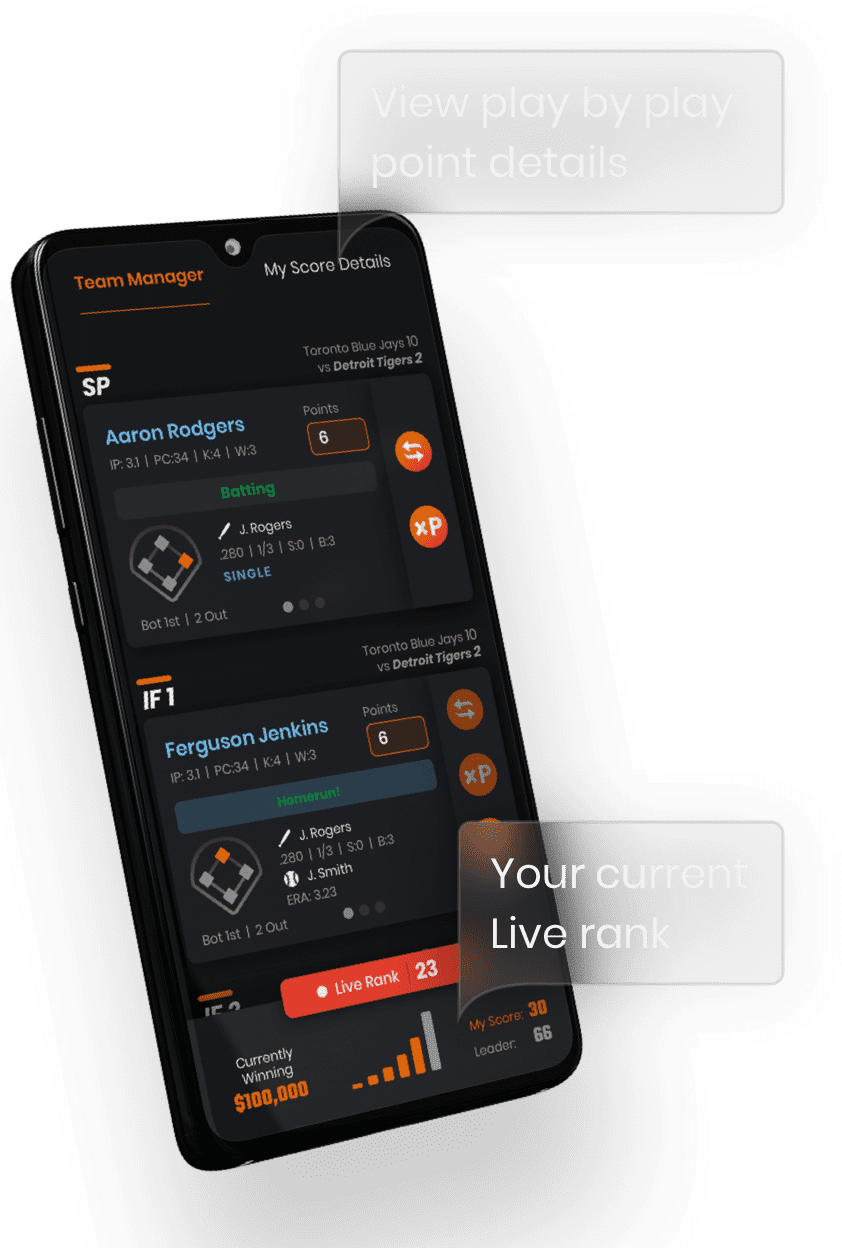 View play by play
point details
Team Manager
My Score Details
Toronto Blue Jays 10
vs Detroit Tigers 2
SP
Aaron Rodgers
Points
6
IP: 3.1 | PC:34 | K:4 | W:3
xP
Batting
J. Rogers
.280 | 1/3 | S:0 | B:3
SINGLE
Bot 1st | 2 Out
Toronto Blue Jays 10
vs Detroit Tigers 2
IF 1
Ferguson Jenkins
Points
6
IP: 3.1 | PC:34 | K:4 | W:3
xP
Homerun!
J. Rogers
.280 | 1/3 | S:0 | B:3
J. Smith
ERA: 3.23
Bot 1st | 2 Out
Your current
Live rank
IF 2
Live Rank 23
Currently
Winning
$100,000
My Score: 30
Leader: 66